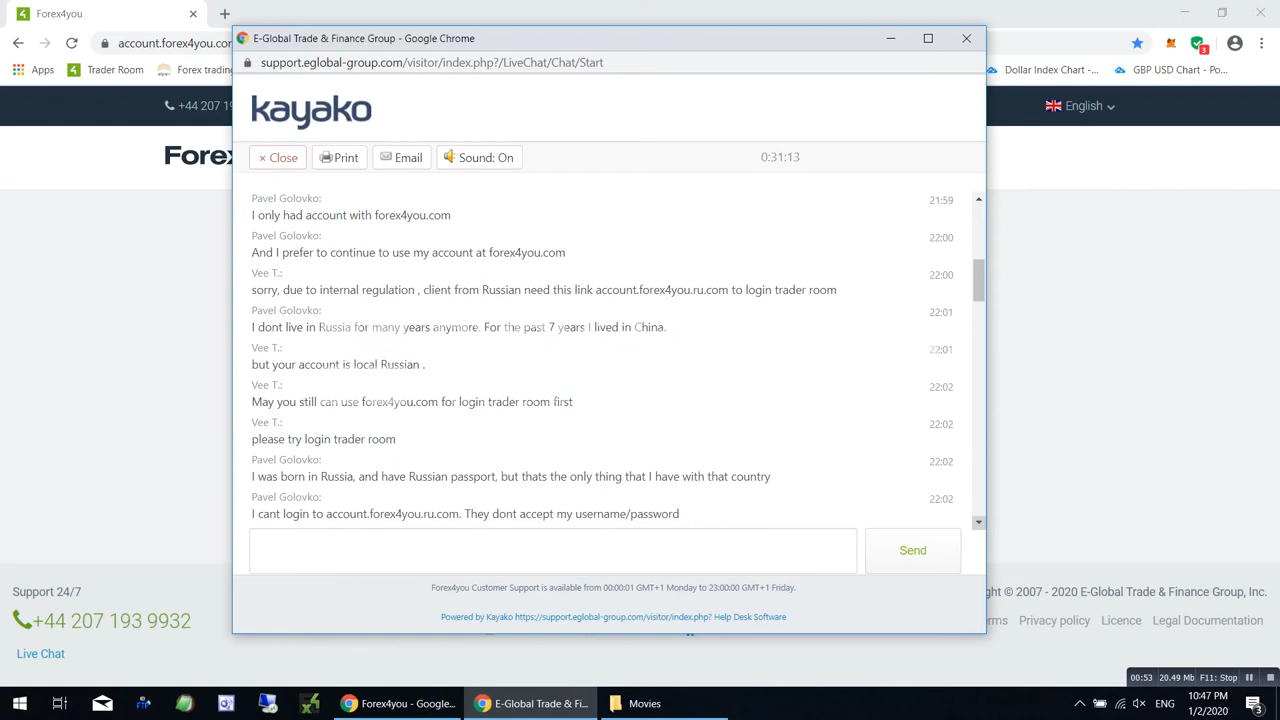 Forex4you
E-Global Trade & Finance Group - Google Chrome
account.forex4you.com
support.eglobal-group.com/visitor/index.php?/LiveChat/Chat/Start
3
Apps
Trader Room
Forex trading
Dollar Index Chart -...
GBP USD Chart - Po...
+44 207 19
English
kayako
Forex
× Close
Print
Email
Sound: On
0:31:13
Pavel Golovko:
I only had account with forex4you.com
21:59
Pavel Golovko:
And I prefer to continue to use my account at forex4you.com
22:00
Vee T.:
sorry, due to internal regulation , client from Russian need this link account.forex4you.ru.com to login trader room
22:00
Pavel Golovko:
I dont live in Russia for many years anymore. For the past 7 years I lived in China.
22:01
Vee T.:
but your account is local Russian .
22:01
Vee T.:
May you still can use forex4you.com for login trader room first
22:02
Vee T.:
please try login trader room
22:02
Pavel Golovko:
I was born in Russia, and have Russian passport, but thats the only thing that I have with that country
22:02
Pavel Golovko:
I cant login to account.forex4you.ru.com. They dont accept my username/password
22:02
Send
Forex4you Customer Support is available from 00:00:01 GMT+1 Monday to 23:00:00 GMT+1 Friday.
Powered by Kayako https://support.eglobal-group.com/visitor/index.php? Help Desk Software
Support 24/7
+44 207 193 9932
Live Chat
ght © 2007 - 2020 E-Global Trade & Finance Group, Inc.
rms Privacy policy Licence Legal Documentation
00:53 20.49 Mb F11: Stop
Forex4you - Google...
E-Global Trade & Fi...
Movies
ENG
10:47 PM
1/2/2020
3